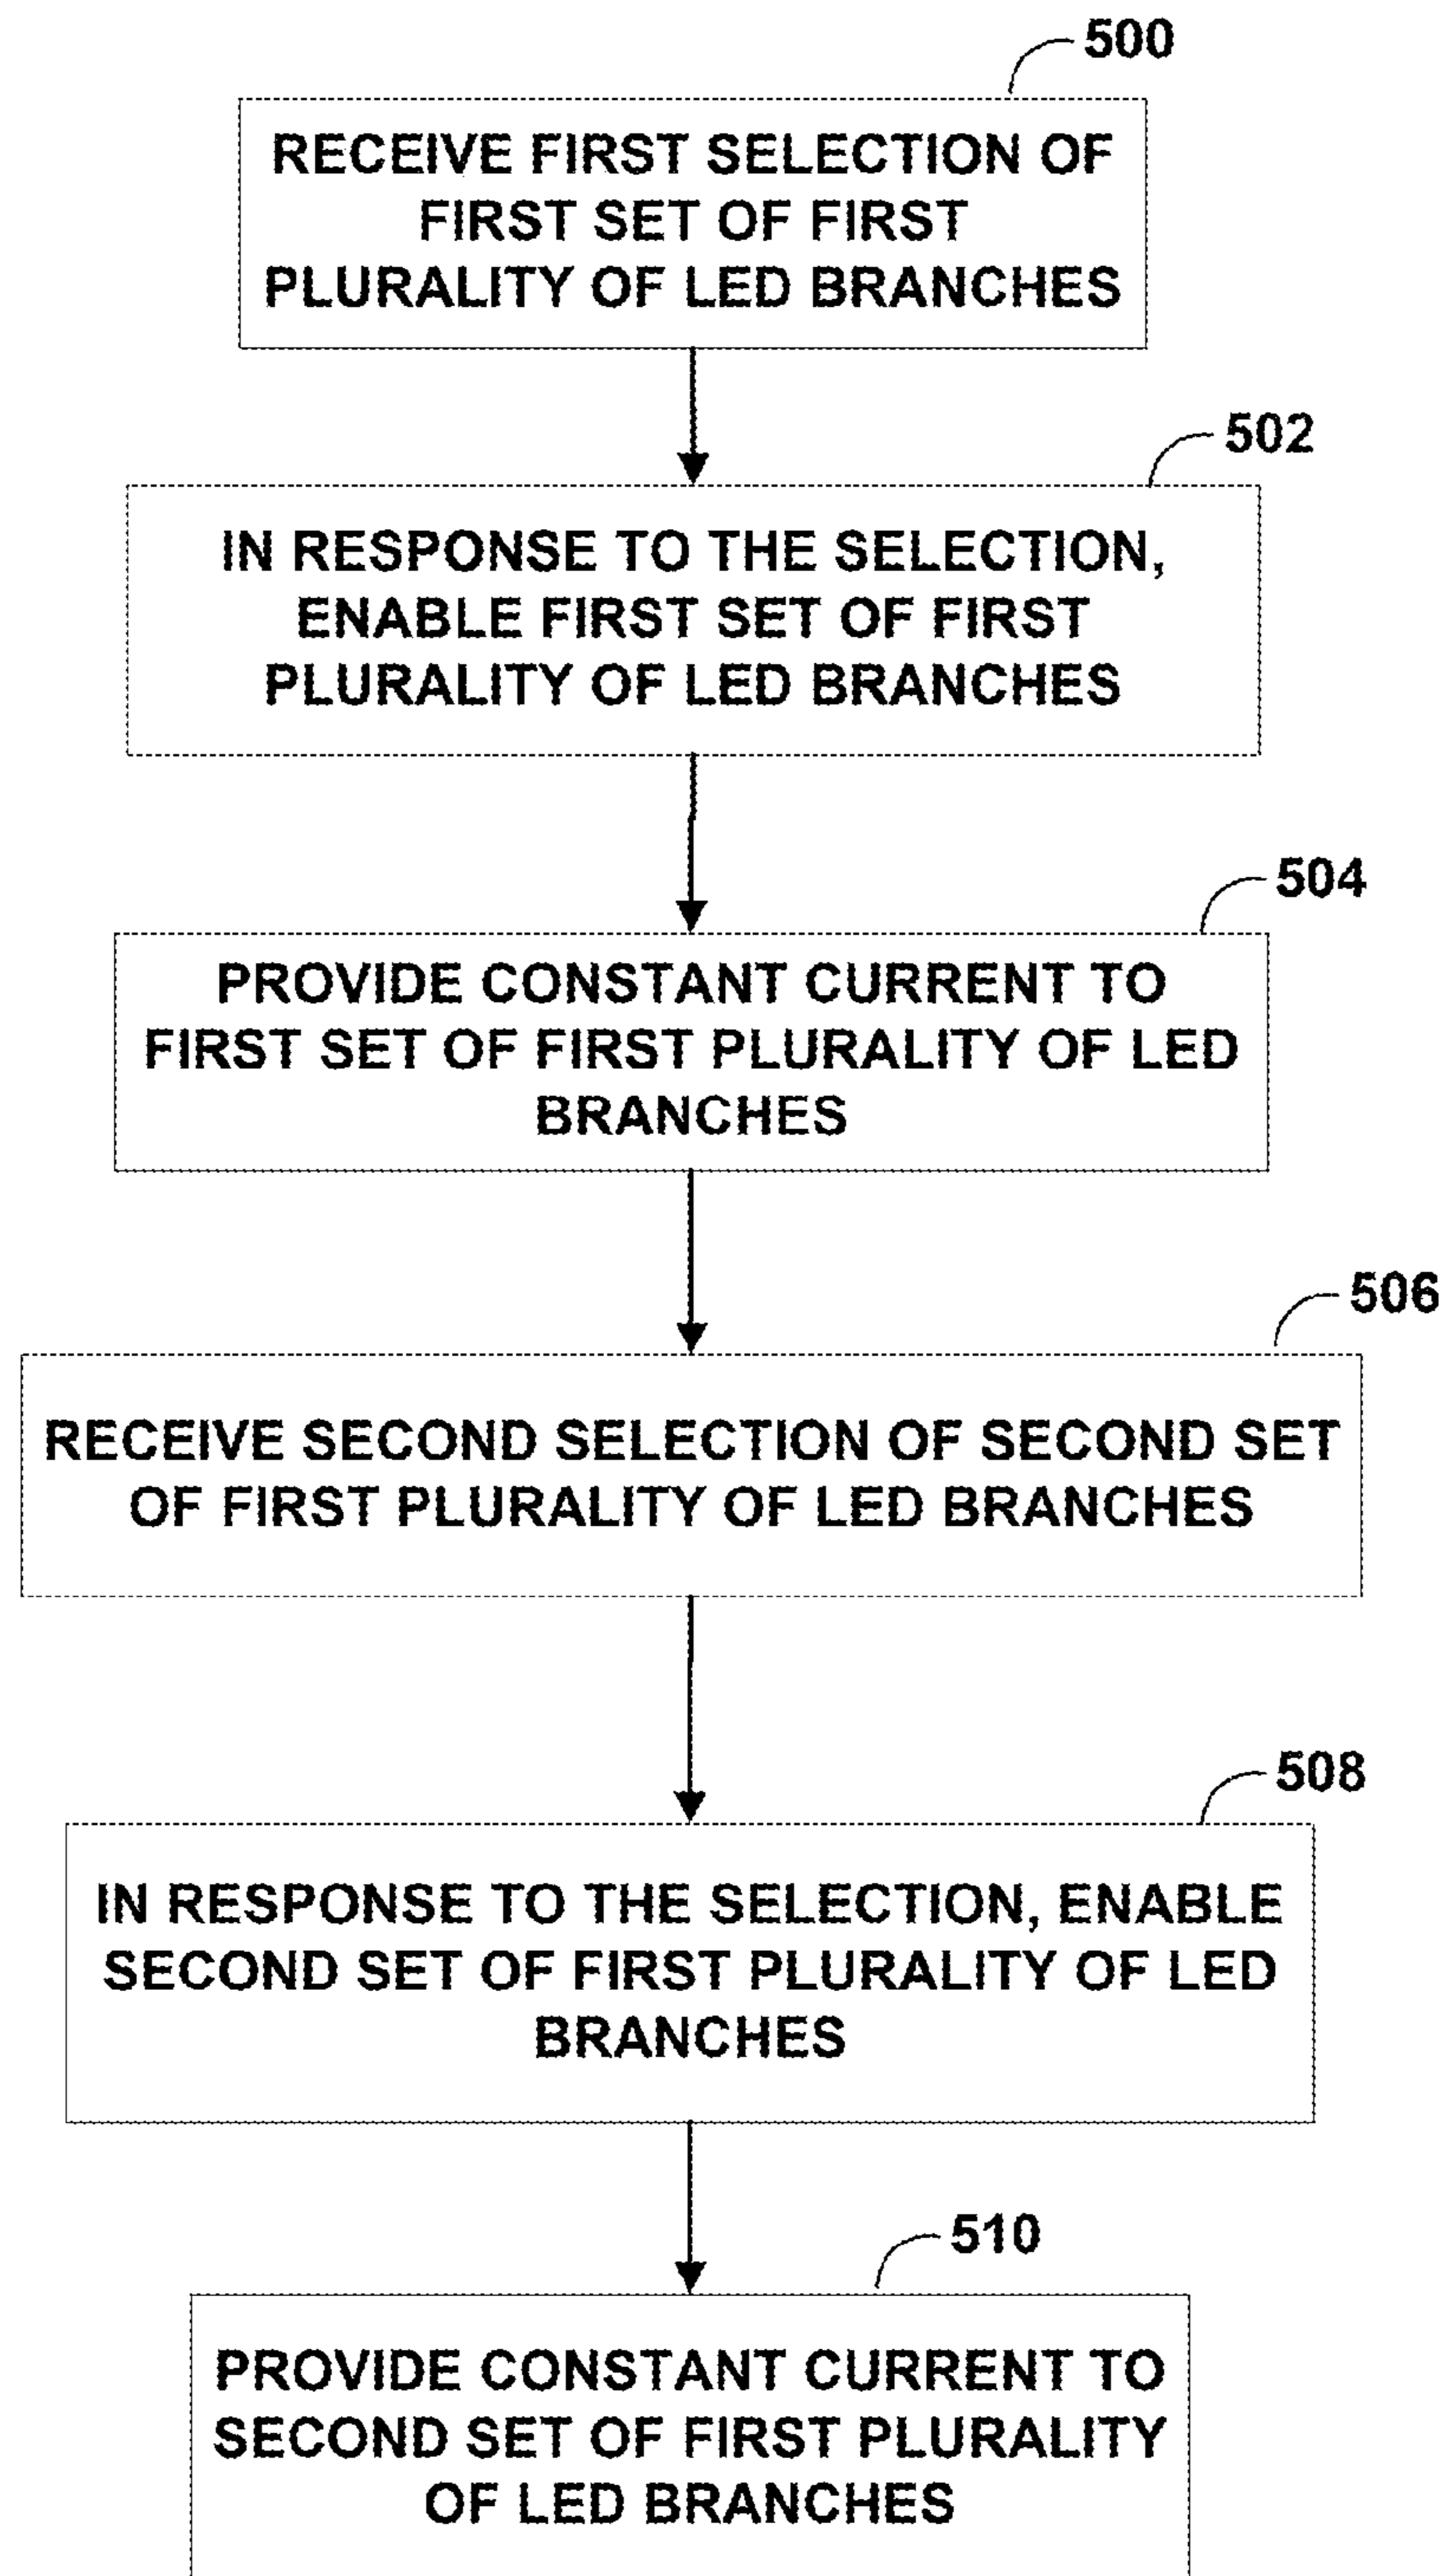 500
RECEIVE FIRST SELECTION OF
FIRST SET OF FIRST
PLURALITY OF LED BRANCHES
502
IN RESPONSE TO THE SELECTION,
ENABLE FIRST SET OF FIRST
PLURALITY OF LED BRANCHES
504
PROVIDE CONSTANT CURRENT TO
FIRST SET OF FIRST PLURALITY OF LED
BRANCHES
506
RECEIVE SECOND SELECTION OF SECOND SET
OF FIRST PLURALITY OF LED BRANCHES
508
IN RESPONSE TO THE SELECTION, ENABLE
SECOND SET OF FIRST PLURALITY OF LED
BRANCHES
510
PROVIDE CONSTANT CURRENT TO
SECOND SET OF FIRST PLURALITY
OF LED BRANCHES